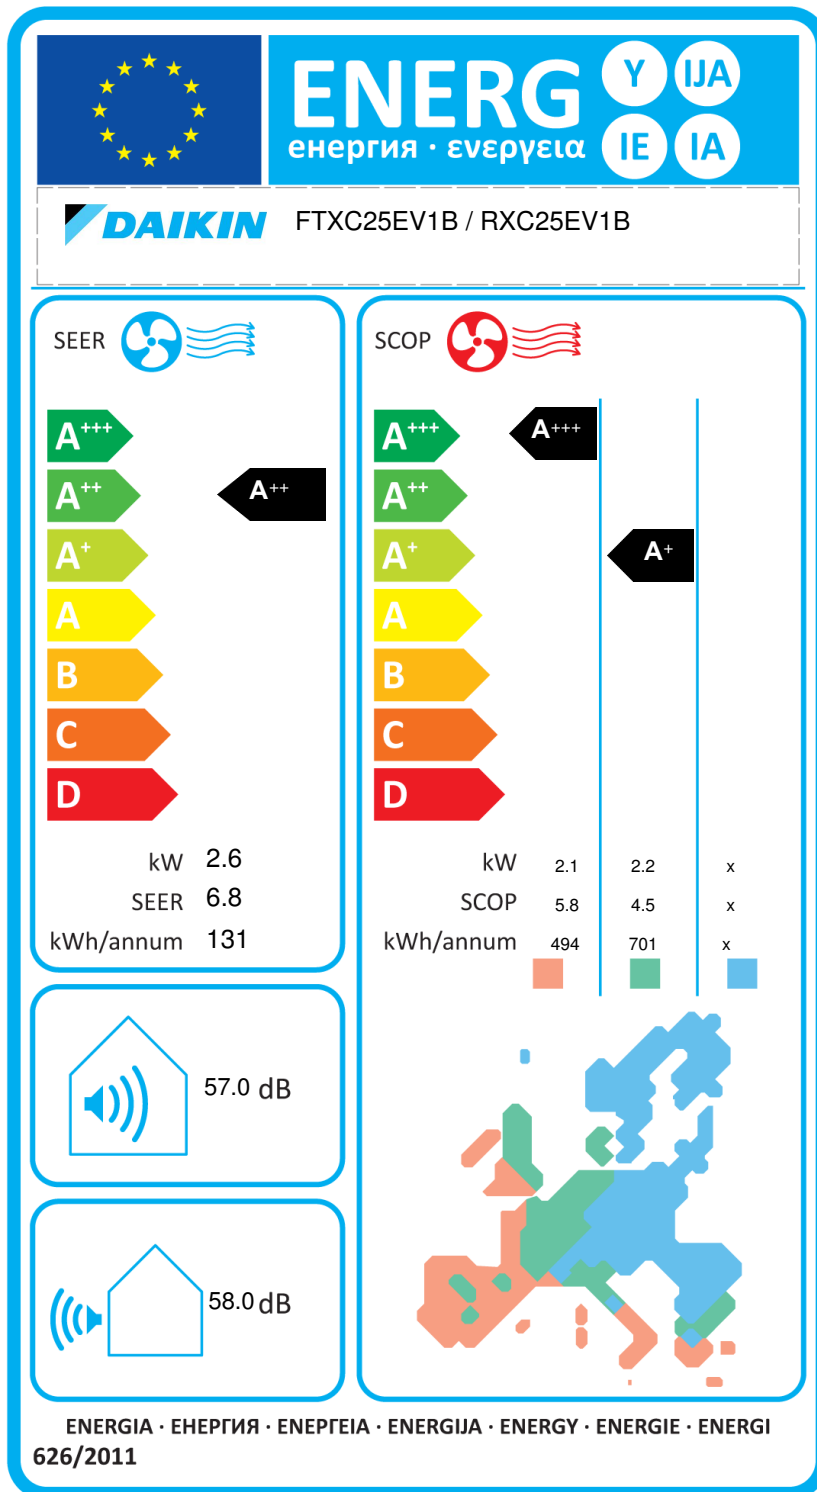 ENERG
енергия · ενεργεια
Y IJA
IE IA
DAIKIN FTXC25EV1B / RXC25EV1B
SEER
A+++
A++ A++
A+
A
B
C
D
kW 2.6
SEER 6.8
kWh/annum 131
SCOP
A+++ A+++
A++
A+ A+
A
B
C
D
kW 2.1 2.2 x
SCOP 5.8 4.5 x
kWh/annum 494 701 x
57.0 dB
58.0 dB
ENERGIA · ЕНЕРГИЯ · ΕΝΕΡΓΕΙΑ · ENERGIJA · ENERGY · ENERGIE · ENERGI
626/2011